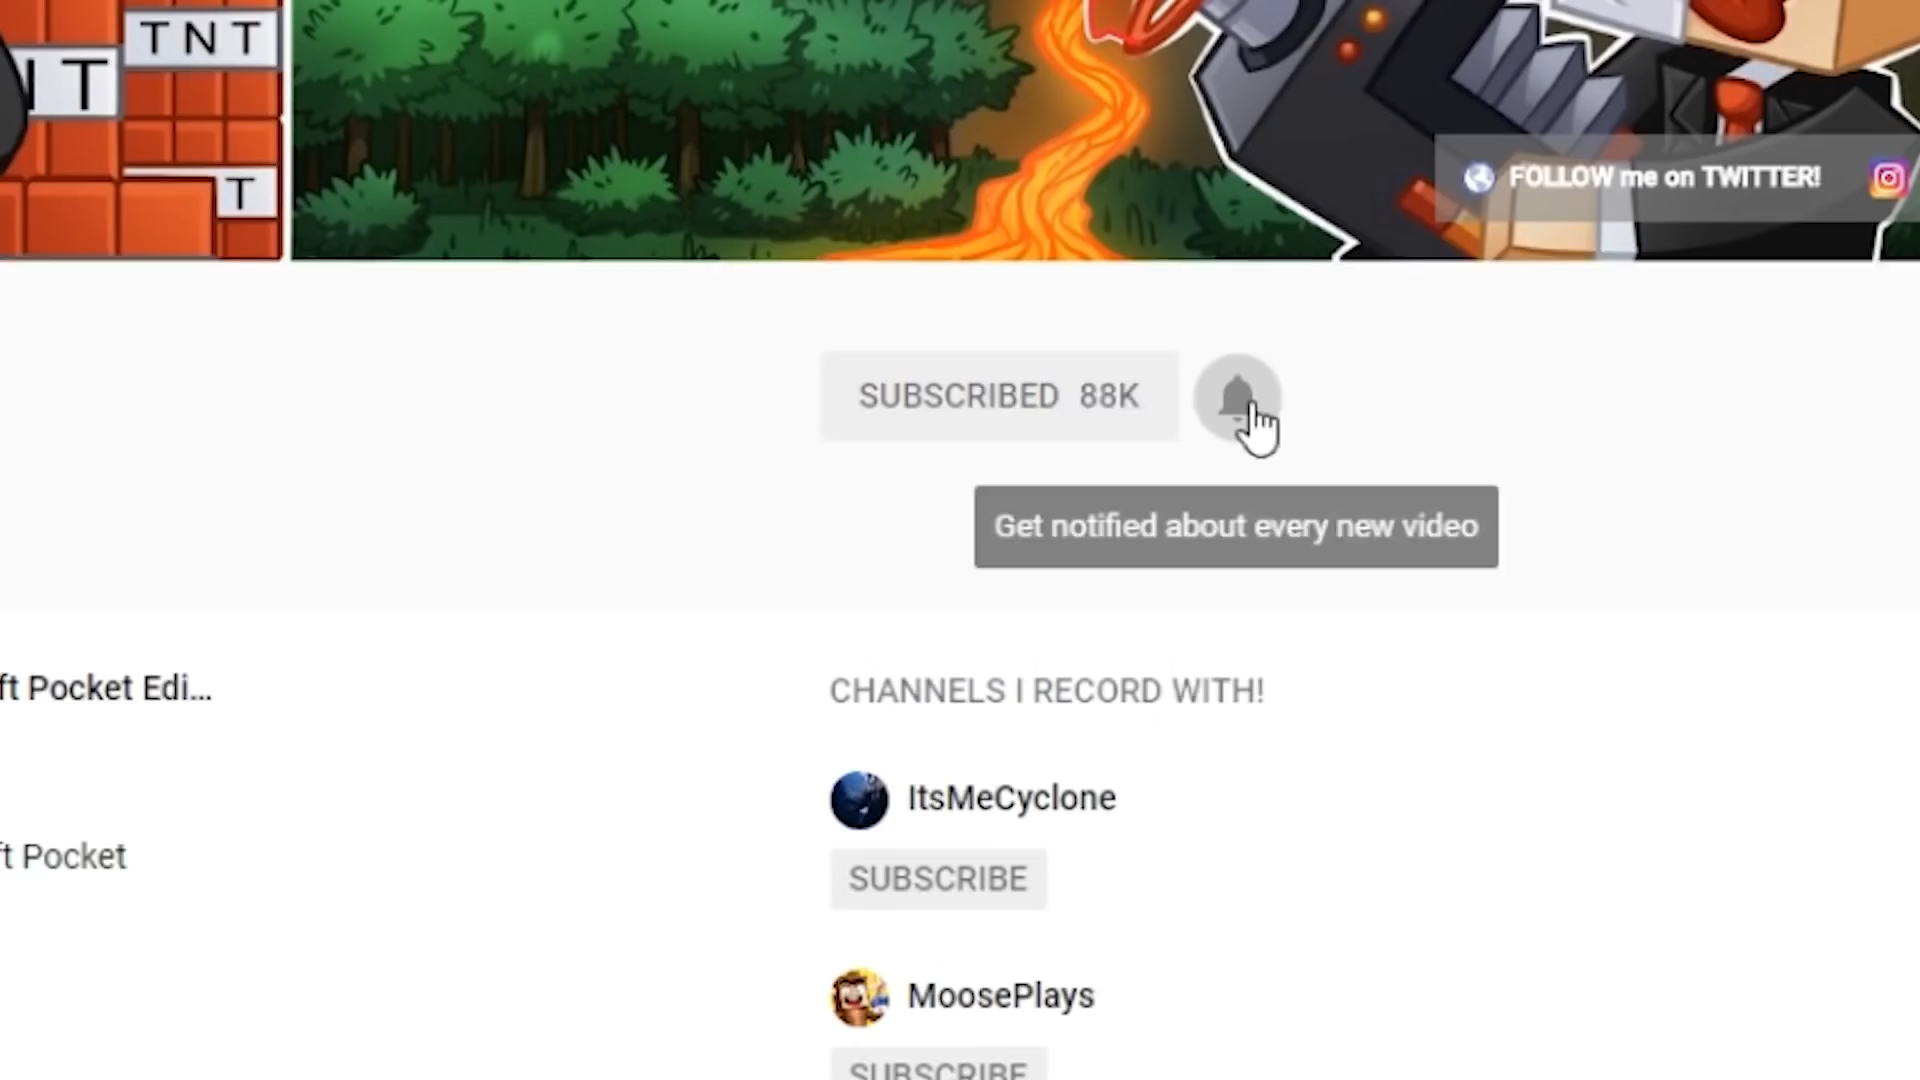 TNT
IT
T
FOLLOW me on TWITTER!
SUBSCRIBED 88K
Get notified about every new video
ft Pocket Edi...
CHANNELS I RECORD WITH!
ItsMeCyclone
ft Pocket
SUBSCRIBE
MoosePlays
SUBSCRIBE